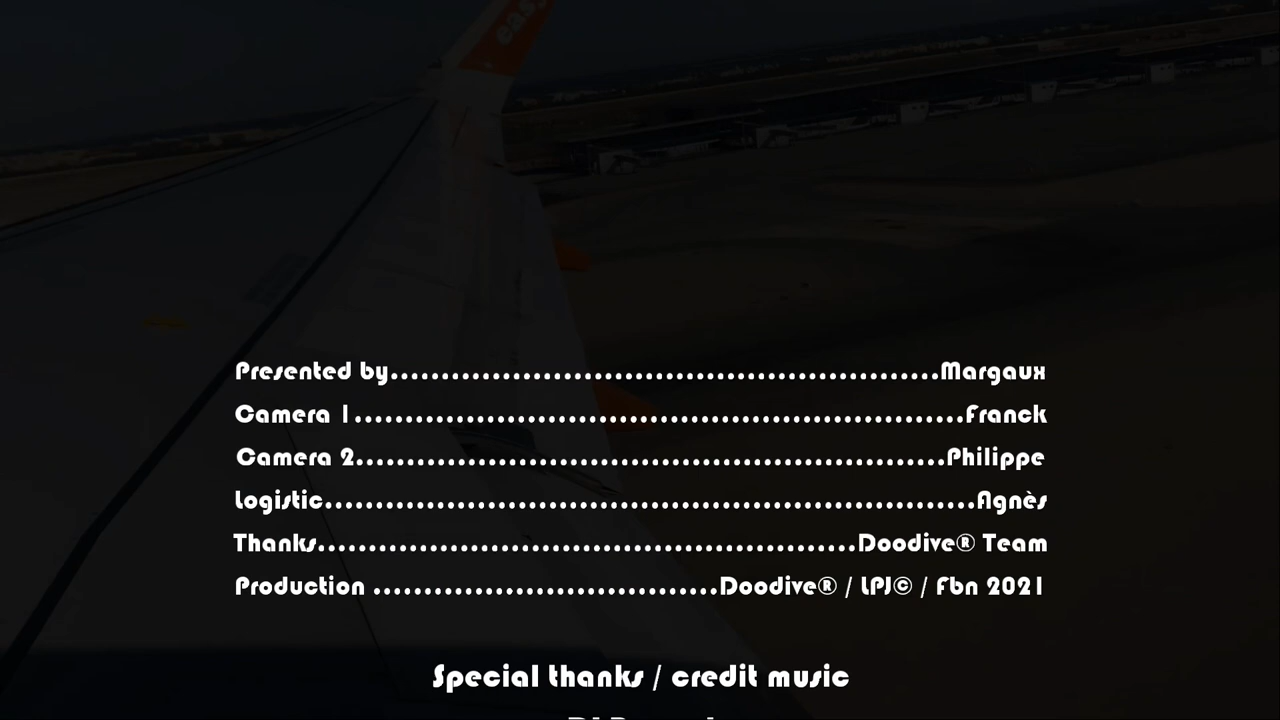 eas
Presented by......................................................Margaux
Camera 1............................................................Franck
Camera 2..........................................................Philippe
Logistic................................................................Agnès
Thanks.....................................................Doodive® Team
Production ..................................Doodive® / LPJ© / Fbn 2021
Special thanks / credit music